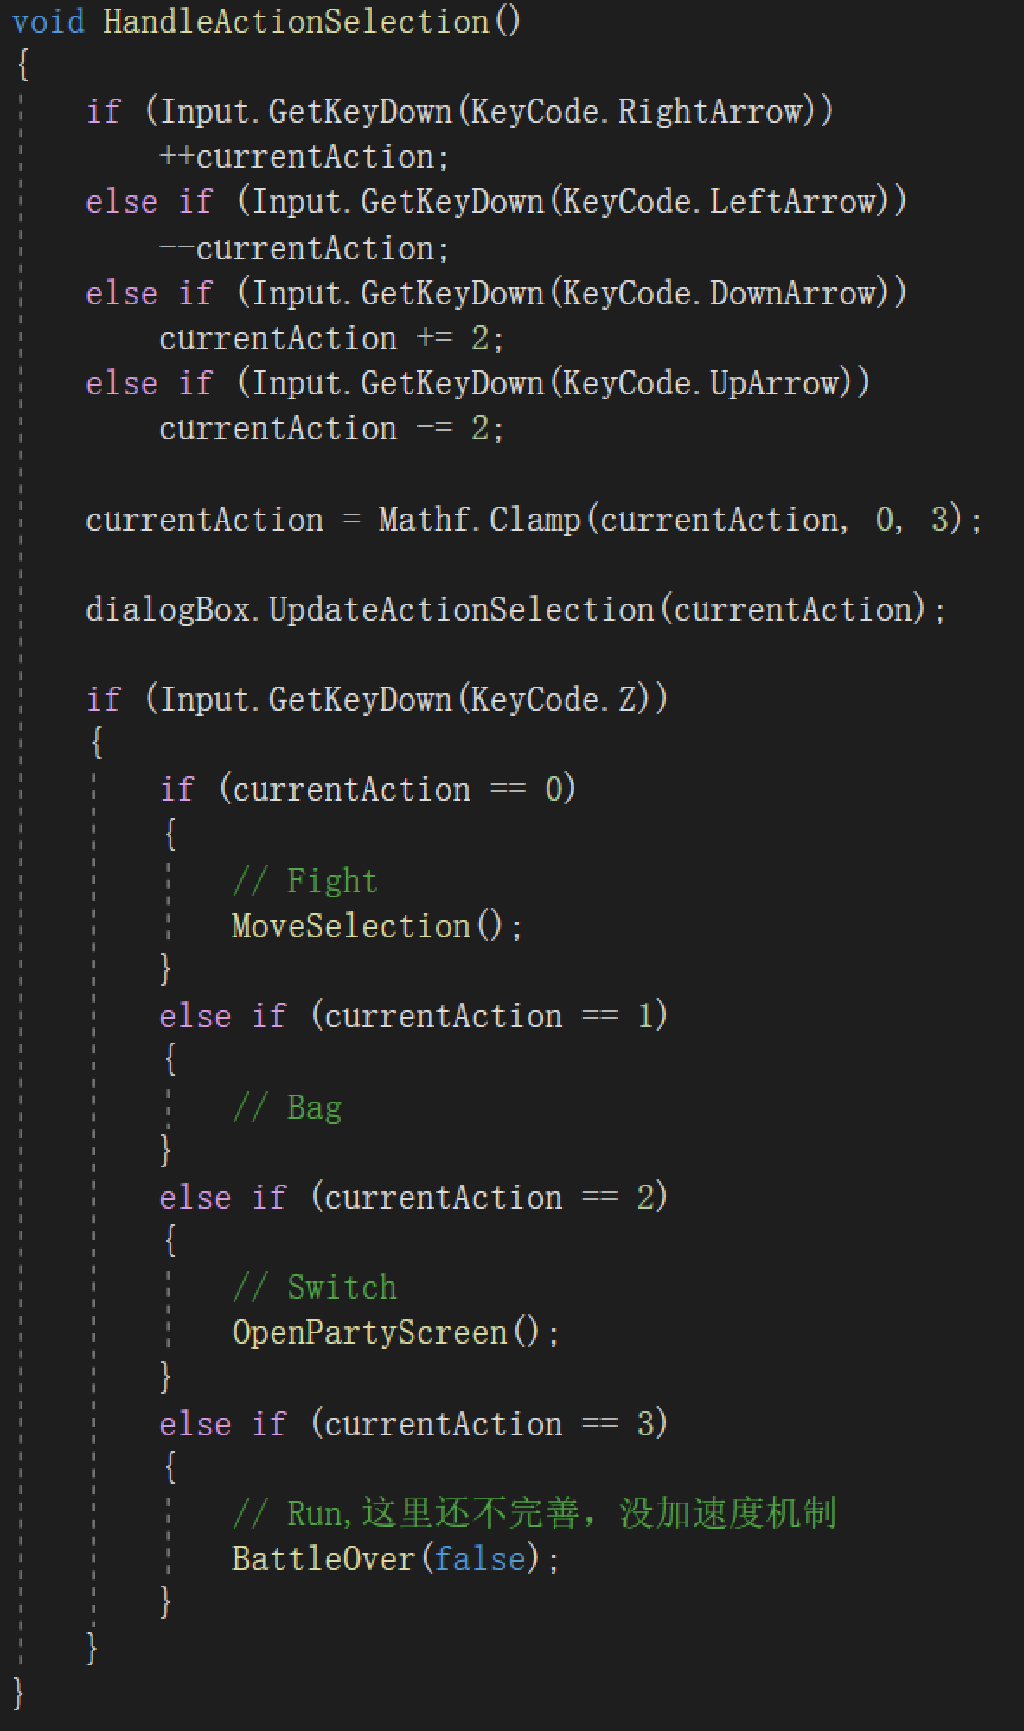 void HandleActionSelection()
{
    if (Input.GetKeyDown(KeyCode.RightArrow))
        ++currentAction;
    else if (Input.GetKeyDown(KeyCode.LeftArrow))
        --currentAction;
    else if (Input.GetKeyDown(KeyCode.DownArrow))
        currentAction += 2;
    else if (Input.GetKeyDown(KeyCode.UpArrow))
        currentAction -= 2;

    currentAction = Mathf.Clamp(currentAction, 0, 3);

    dialogBox.UpdateActionSelection(currentAction);

    if (Input.GetKeyDown(KeyCode.Z))
    {
        if (currentAction == 0)
        {
            // Fight
            MoveSelection();
        }
        else if (currentAction == 1)
        {
            // Bag
        }
        else if (currentAction == 2)
        {
            // Switch
            OpenPartyScreen();
        }
        else if (currentAction == 3)
        {
            // Run,这里还不完善，没加速度机制
            BattleOver(false);
        }
    }
}